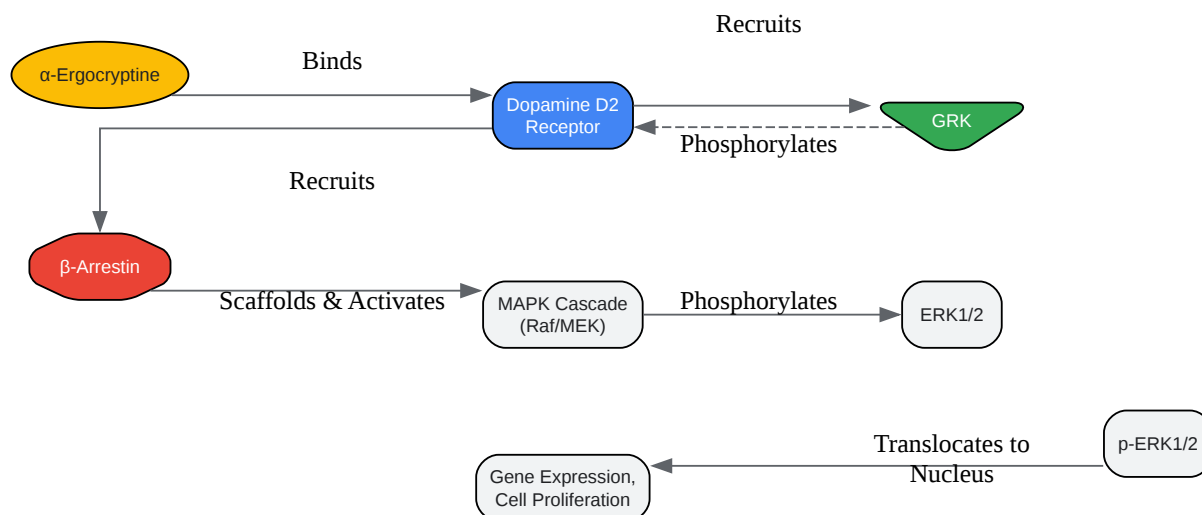 Recruits
α-Ergocryptine
Binds
Dopamine D2
Receptor
GRK
Phosphorylates
Recruits
β-Arrestin
Scaffolds & Activates
MAPK Cascade
(Raf/MEK)
Phosphorylates
ERK1/2
p-ERK1/2
Translocates to
Nucleus
Gene Expression,
Cell Proliferation